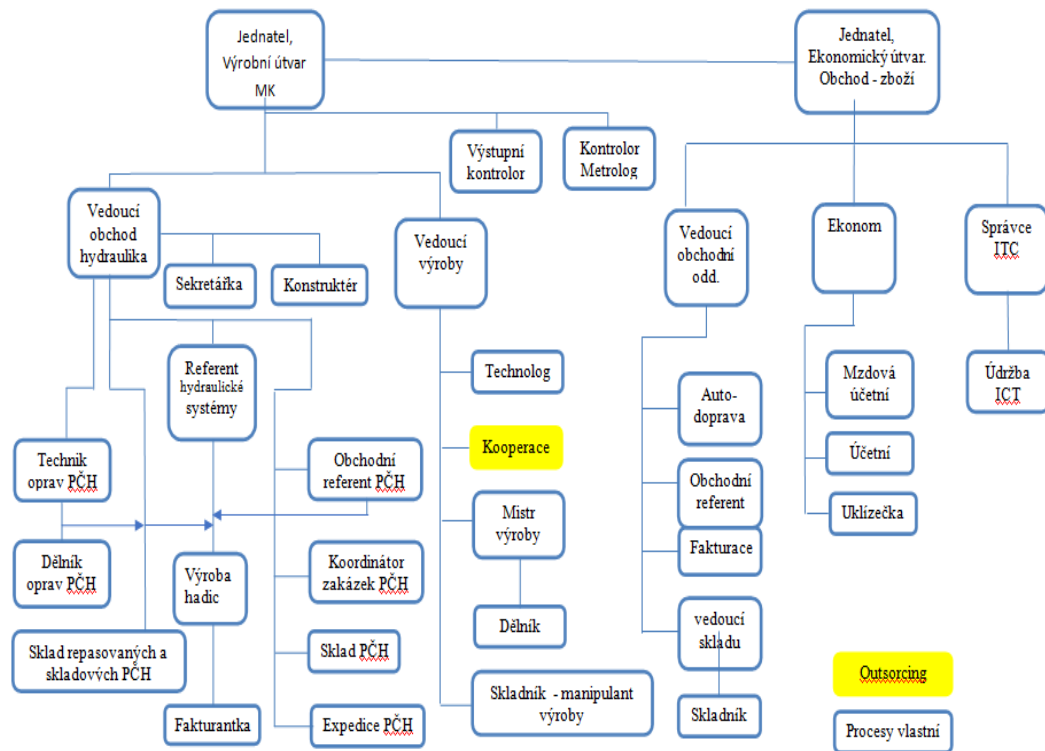 Jednatel,
Výrobní útvar
MK
Jednatel,
Ekonomický útvar.
Obchod - zboží
Výstupní
kontrolor
Kontrolor
Metrolog
Vedoucí
obchod
hydraulika
Sekretářka
Konstruktér
Vedoucí
výroby
Vedoucí
obchodní
odd.
Ekonom
Správce
ITC
Referent
hydraulické
systémy
Technolog
Auto-
doprava
Mzdová
účetní
Údržba
ICT
Technik
oprav PČH
Obchodní
referent PČH
Kooperace
Obchodní
referent
Účetní
Mistr
výroby
Uklízečka
Fakturace
Dělník
oprav PČH
Výroba
hadic
Koordinátor
zakázek PČH
Dělník
vedoucí
skladu
Sklad repasovaných a
skladových PČH
Sklad PČH
Skladník - manipulant
výroby
Skladník
Fakturantka
Expedice PČH
Outsorcing
Procesy vlastní